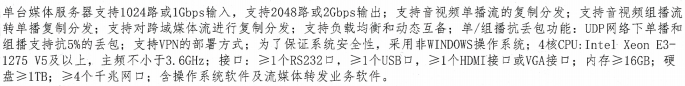 单台媒体服务器支持1024路或1Gbps输入，支持2048路或2Gbps输出；支持音视频单播流的复制分发；支持音视频组播流
转单播复制分发；支持对跨域媒体流进行复制分发；支持负载均衡和动态互备；单/组播抗丢包功能：UDP网络下单播和
组播支持抗5%的丢包；支持VPN的部署方式；为了保证系统安全性，采用非WINDOWS操作系统；4核CPU:Intel Xeon E3-
1275 V5及以上，主频不小于3.6GHz；接口：≥1个RS232口，≥1个USB口，≥1个HDMI接口或VGA接口；内存≥16GB；硬
盘≥1TB；≥4个千兆网口；含操作系统软件及流媒体转发业务软件。